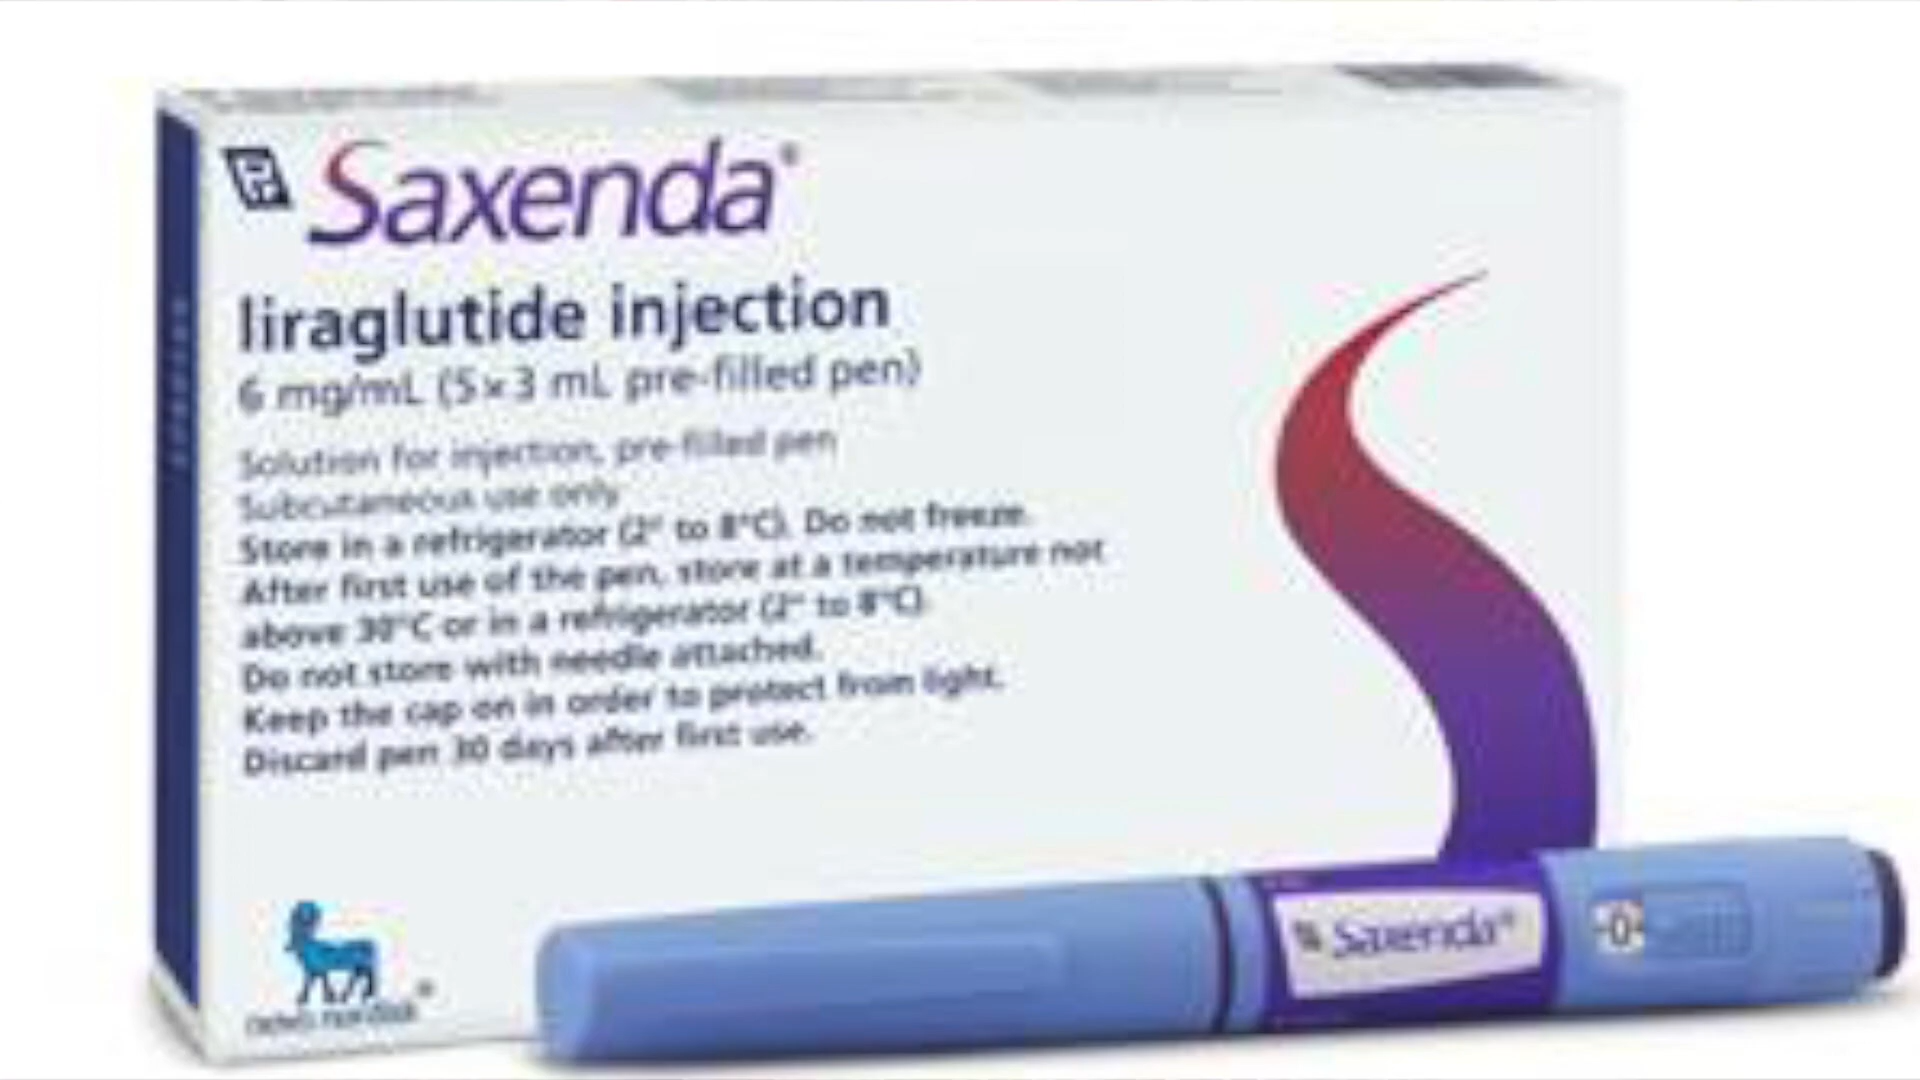 Saxenda®
liraglutide injection
6 mg/mL (5x3 mL pre-filled pen)
Solution for injection, pre-filled pen
Subcutaneous use only
Store in a refrigerator (2° to 8°C). Do not freeze.
After first use of the pen, store at a temperature not
above 30°C or in a refrigerator (2° to 8°C).
Do not store with needle attached.
Keep the cap on in order to protect from light.
Discard pen 30 days after first use.
novo nordisk®
Saxenda®
0